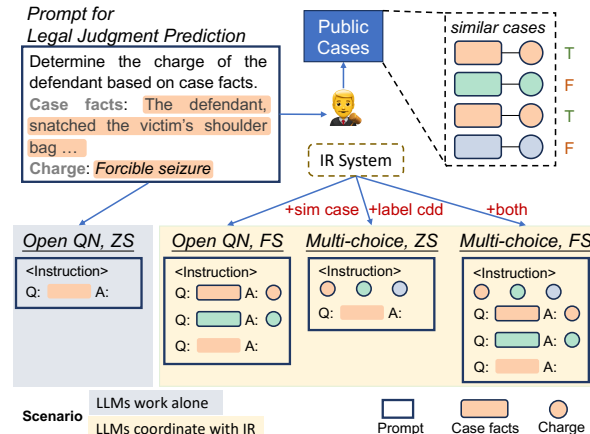 Prompt for
Legal Judgment Prediction
Determine the charge of the
defendant based on case facts.
Case facts: The defendant,
snatched the victim's shoulder
bag ...
Charge: Forcible seizure
Public
Cases
similar cases
T
F
T
F
IR System
+sim case
+label cdd
+both
Open QN, ZS
<Instruction>
Q: A:
Open QN, FS
<Instruction>
Q: A:
Q: A:
Q: A:
Multi-choice, ZS
<Instruction>
Q: A:
Multi-choice, FS
<Instruction>
Q: A:
Q: A:
Q: A:
Scenario
LLMs work alone
LLMs coordinate with IR
Prompt
Case facts
Charge